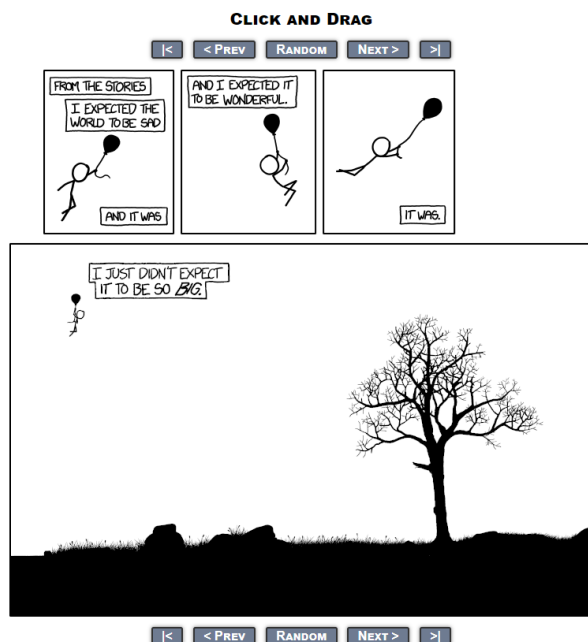 CLICK AND DRAG
|< < PREV RANDOM NEXT > >|
FROM THE STORIES
I EXPECTED THE
WORLD TO BE SAD
AND IT WAS
AND I EXPECTED IT
TO BE WONDERFUL.
IT WAS.
I JUST DIDN'T EXPECT
IT TO BE SO BIG.
|< < PREV RANDOM NEXT > >|